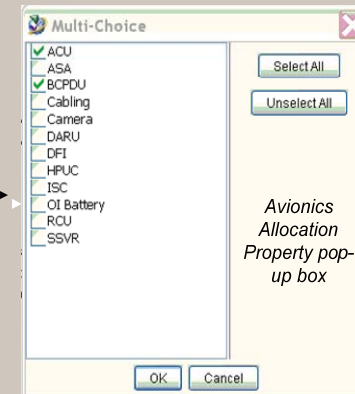 Multi-Choice
ACU
ASA
BCPDU
Cabling
Camera
DARU
DFI
HPUC
ISC
OI Battery
RCU
SSVR
Select All
Unselect All
Avionics
Allocation
Property pop-
up box
OK
Cancel